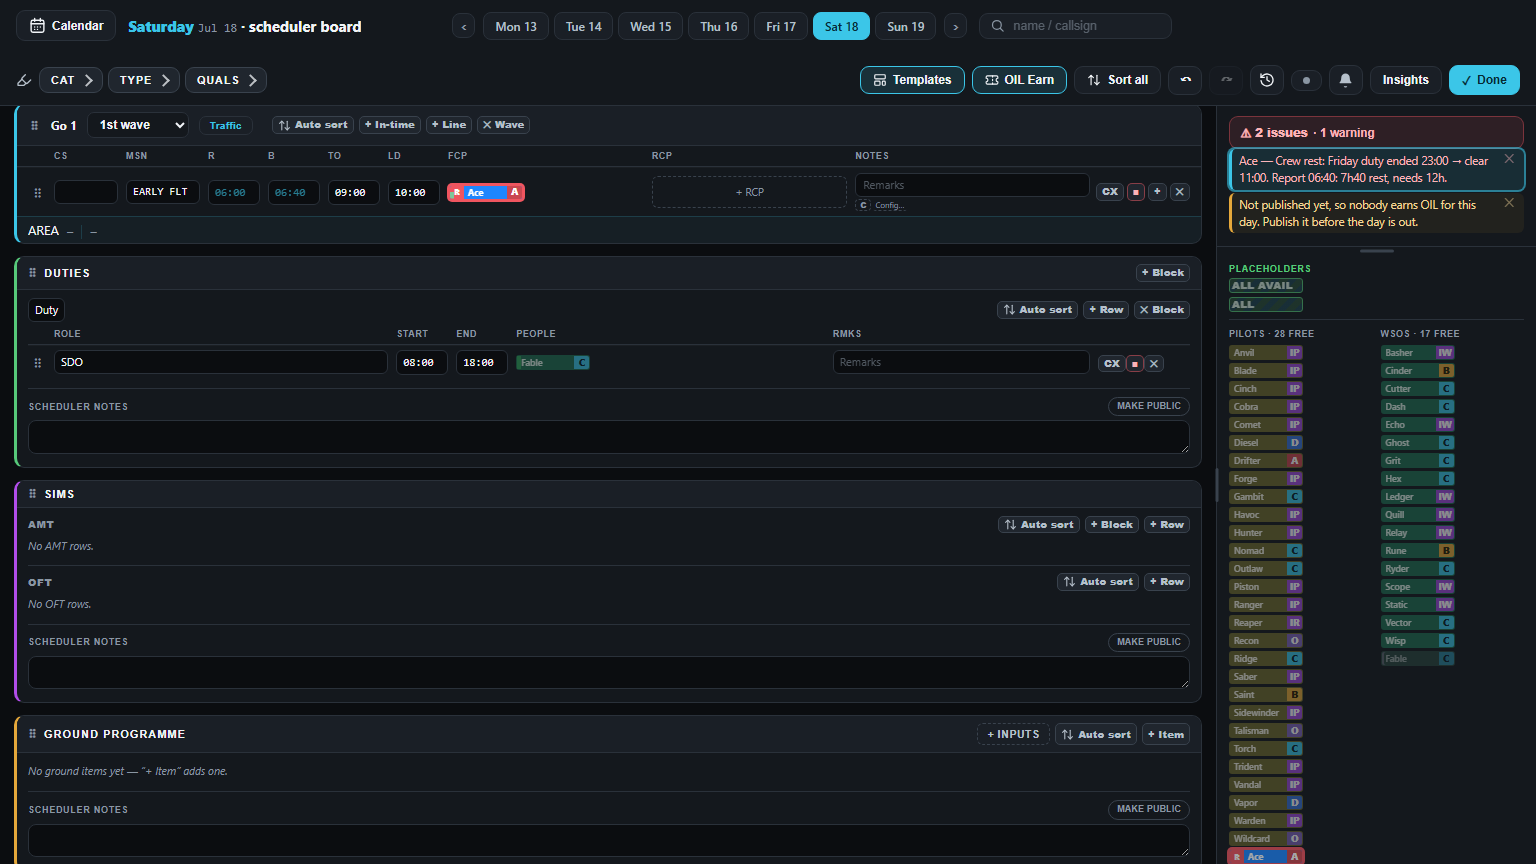 Calendar
Saturday Jul 18 · scheduler board
‹ Mon 13 Tue 14 Wed 15 Thu 16 Fri 17 Sat 18 Sun 19 ›
name / callsign
CAT TYPE QUALS
Templates OIL Earn Sort all Insights ✓ Done
Go 1 1st wave Traffic Auto sort + In-time + Line ✕ Wave
CS MSN R B TO LD FCP RCP NOTES
EARLY FLT 06:00 06:40 09:00 10:00 R Ace A + RCP Remarks CX + ✕
C Config...
AREA – –
DUTIES + Block
Duty Auto sort + Row ✕ Block
ROLE START END PEOPLE RMKS
SDO 08:00 18:00 Fable C Remarks CX ✕
SCHEDULER NOTES MAKE PUBLIC
SIMS
AMT Auto sort + Block + Row
No AMT rows.
OFT Auto sort + Row
No OFT rows.
SCHEDULER NOTES MAKE PUBLIC
GROUND PROGRAMME + INPUTS Auto sort + Item
No ground items yet — "+ Item" adds one.
SCHEDULER NOTES MAKE PUBLIC
⚠ 2 issues · 1 warning
Ace — Crew rest: Friday duty ended 23:00 → clear
11:00. Report 06:40: 7h40 rest, needs 12h.
Not published yet, so nobody earns OIL for this
day. Publish it before the day is out.
PLACEHOLDERS
ALL AVAIL
ALL
PILOTS · 28 FREE
Anvil IP
Blade IP
Cinch IP
Cobra IP
Comet IP
Diesel D
Drifter A
Forge IP
Gambit C
Havoc IP
Hunter IP
Nomad C
Outlaw C
Piston IP
Ranger IP
Reaper IR
Recon O
Ridge C
Saber IP
Saint B
Sidewinder IP
Talisman O
Torch C
Trident IP
Vandal IP
Vapor D
Warden IP
Wildcard O
R Ace A
WSOS · 17 FREE
Basher IW
Cinder B
Cutter C
Dash C
Echo IW
Ghost C
Grit C
Hex C
Ledger IW
Quill IW
Relay IW
Rune B
Ryder C
Scope IW
Static IW
Vector C
Wisp C
Fable C